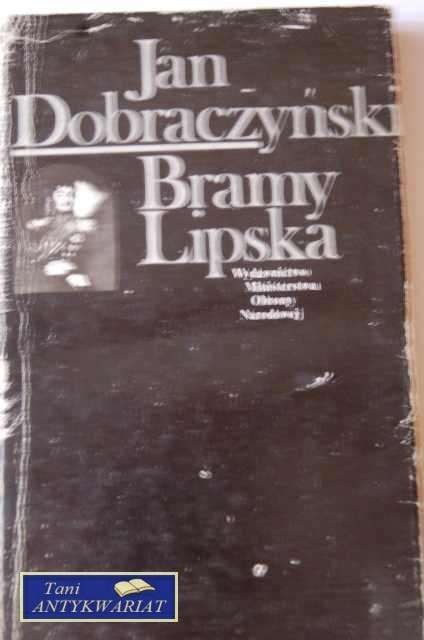 Jan
Dobraczyński
Bramy
Lipska
Wydawnictwo
Ministerstwa
Obrony
Narodowej
Tani
ANTYKWARIAT